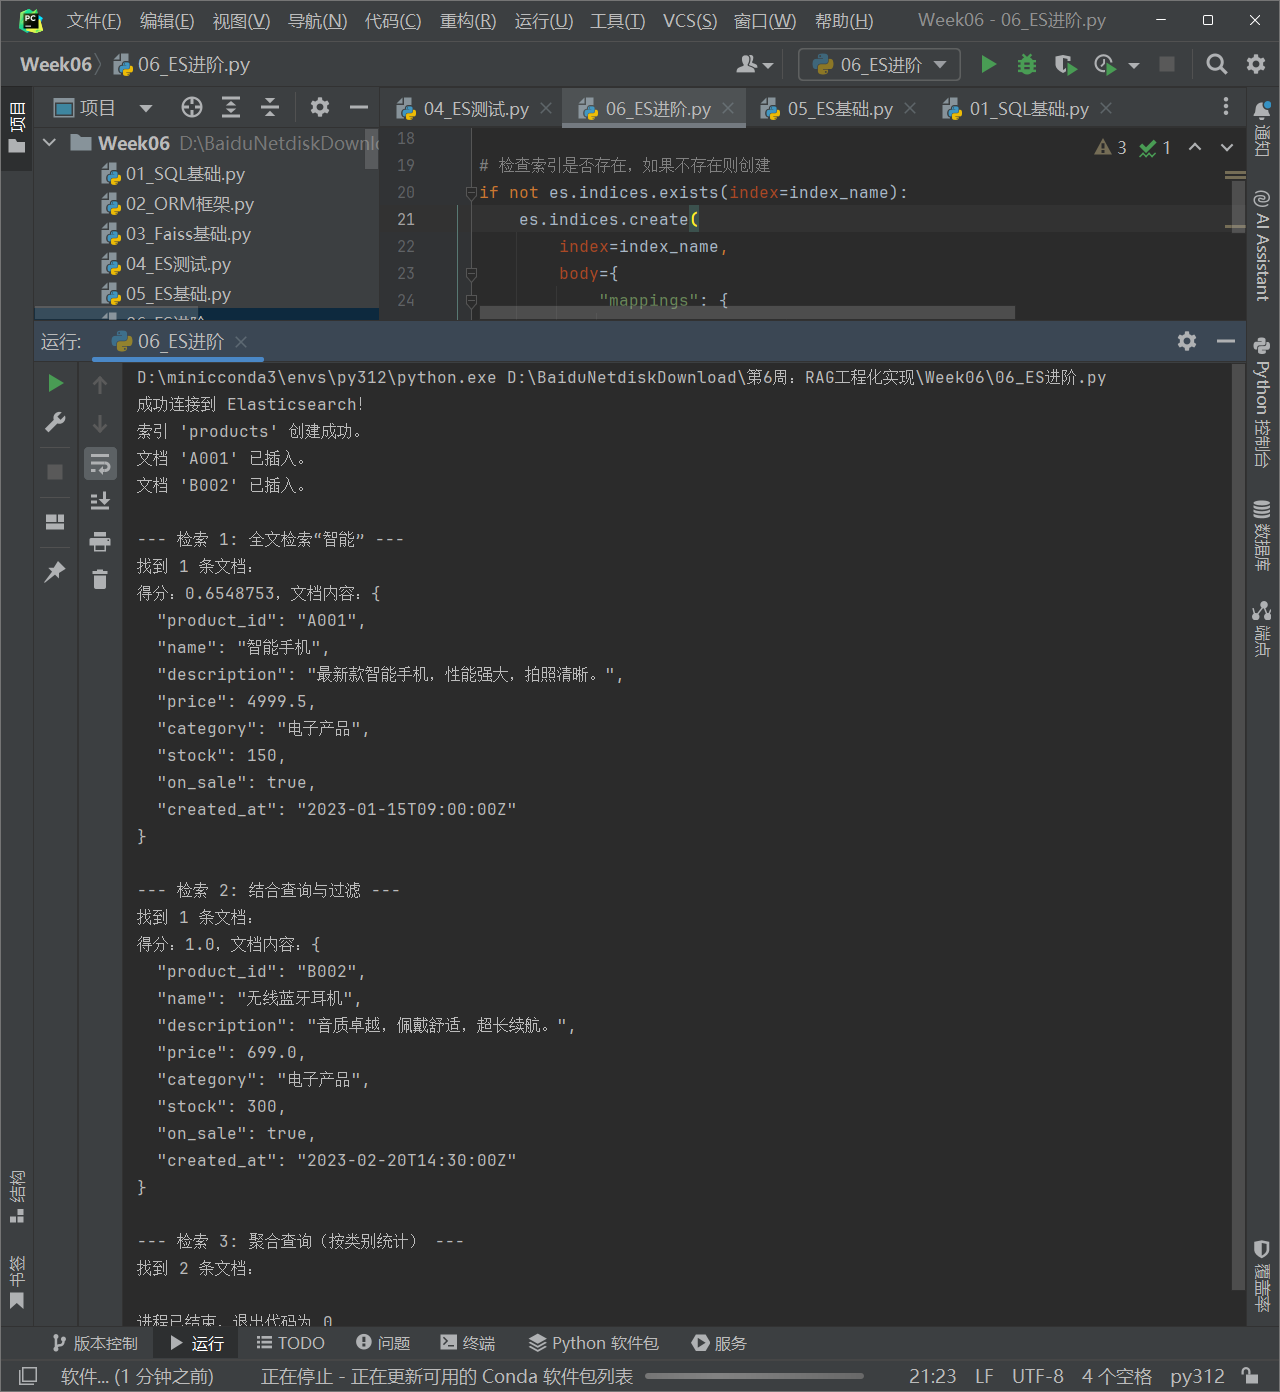 文件(F) 编辑(E) 视图(V) 导航(N) 代码(C) 重构(R) 运行(U) 工具(T) VCS(S) 窗口(W) 帮助(H) Week06 - 06_ES进阶.py
Week06 06_ES进阶.py 06_ES进阶
项目 项目 04_ES测试.py 06_ES进阶.py 05_ES基础.py 01_SQL基础.py
通知
AI Assistant
Python 控制台
数据库
端点
覆盖率
结构
书签
Week06 D:\BaiduNetdiskDownlo
01_SQL基础.py
02_ORM框架.py
03_Faiss基础.py
04_ES测试.py
05_ES基础.py
3 1
18
19 # 检查索引是否存在，如果不存在则创建
20 if not es.indices.exists(index=index_name):
21 es.indices.create(
22 index=index_name,
23 body={
24 "mappings": {
运行: 06_ES进阶
D:\minicconda3\envs\py312\python.exe D:\BaiduNetdiskDownload\第6周：RAG工程化实现\Week06\06_ES进阶.py
成功连接到 Elasticsearch!
索引 'products' 创建成功。
文档 'A001' 已插入。
文档 'B002' 已插入。
--- 检索 1: 全文检索“智能” ---
找到 1 条文档：
得分：0.6548753，文档内容：{
"product_id": "A001",
"name": "智能手机",
"description": "最新款智能手机，性能强大，拍照清晰。",
"price": 4999.5,
"category": "电子产品",
"stock": 150,
"on_sale": true,
"created_at": "2023-01-15T09:00:00Z"
}
--- 检索 2: 结合查询与过滤 ---
找到 1 条文档：
得分：1.0，文档内容：{
"product_id": "B002",
"name": "无线蓝牙耳机",
"description": "音质卓越，佩戴舒适，超长续航。",
"price": 699.0,
"category": "电子产品",
"stock": 300,
"on_sale": true,
"created_at": "2023-02-20T14:30:00Z"
}
--- 检索 3: 聚合查询（按类别统计） ---
找到 2 条文档：
进程已结束，退出代码为 0
版本控制 运行 TODO 问题 终端 Python 软件包 服务
软件... (1 分钟之前) 正在停止 - 正在更新可用的 Conda 软件包列表 21:23 LF UTF-8 4 个空格 py312